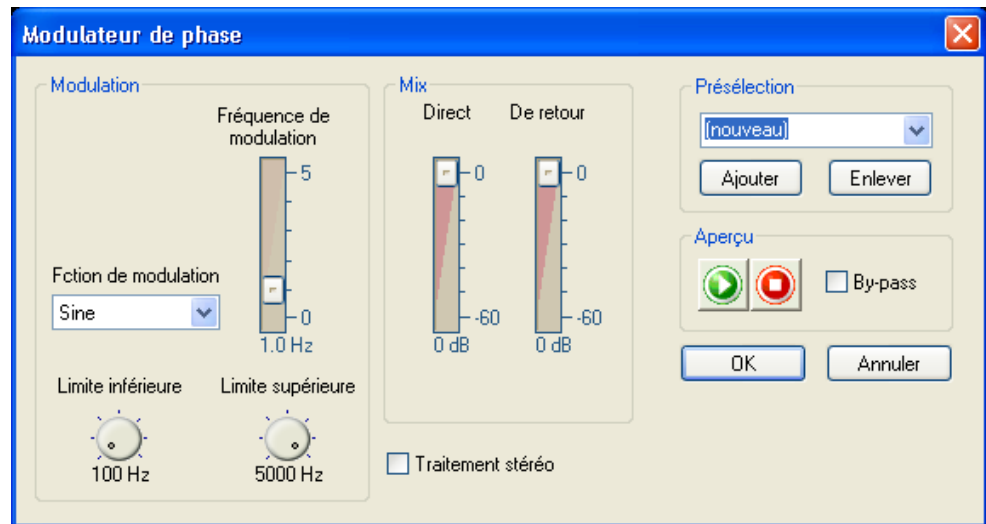 Modulateur de phase
Modulation
Fréquence de
modulation
5
0
1.0 Hz
Fction de modulation
Sine
Limite inférieure
100 Hz
Limite supérieure
5000 Hz
Mix
Direct
0
-60
0 dB
De retour
0
-60
0 dB
Traitement stéréo
Présélection
(nouveau)
Ajouter
Enlever
Aperçu
By-pass
OK
Annuler